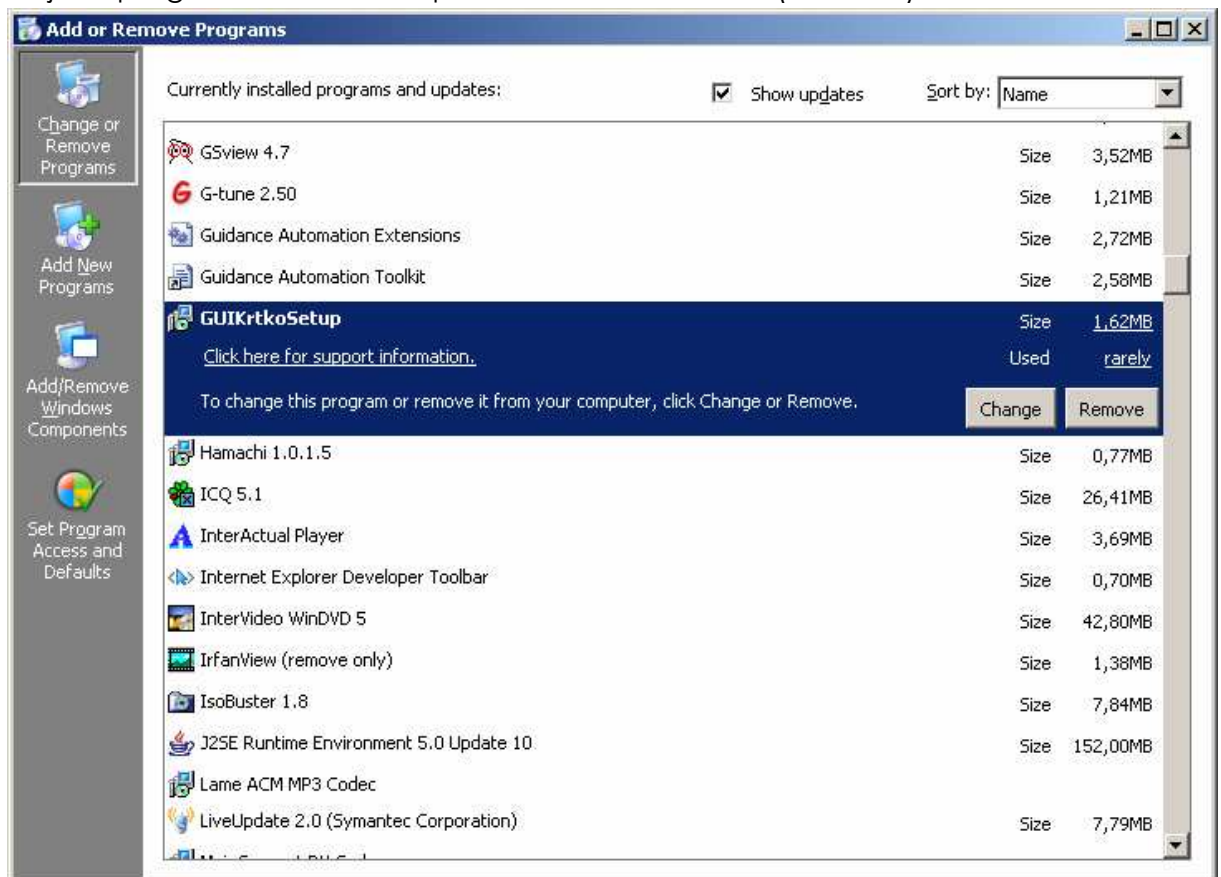 Add or Remove Programs
Change or
Remove
Programs
Add New
Programs
Add/Remove
Windows
Components
Set Program
Access and
Defaults
Currently installed programs and updates:
Show updates
Sort by: Name
GSview 4.7 Size 3,52MB
G-tune 2.50 Size 1,21MB
Guidance Automation Extensions Size 2,72MB
Guidance Automation Toolkit Size 2,58MB
GUIKrtkoSetup Size 1,62MB
Click here for support information. Used rarely
To change this program or remove it from your computer, click Change or Remove. Change Remove
Hamachi 1.0.1.5 Size 0,77MB
ICQ 5.1 Size 26,41MB
InterActual Player Size 3,69MB
Internet Explorer Developer Toolbar Size 0,70MB
InterVideo WinDVD 5 Size 42,80MB
IrfanView (remove only) Size 1,38MB
IsoBuster 1.8 Size 7,84MB
J2SE Runtime Environment 5.0 Update 10 Size 152,00MB
Lame ACM MP3 Codec
LiveUpdate 2.0 (Symantec Corporation) Size 7,79MB